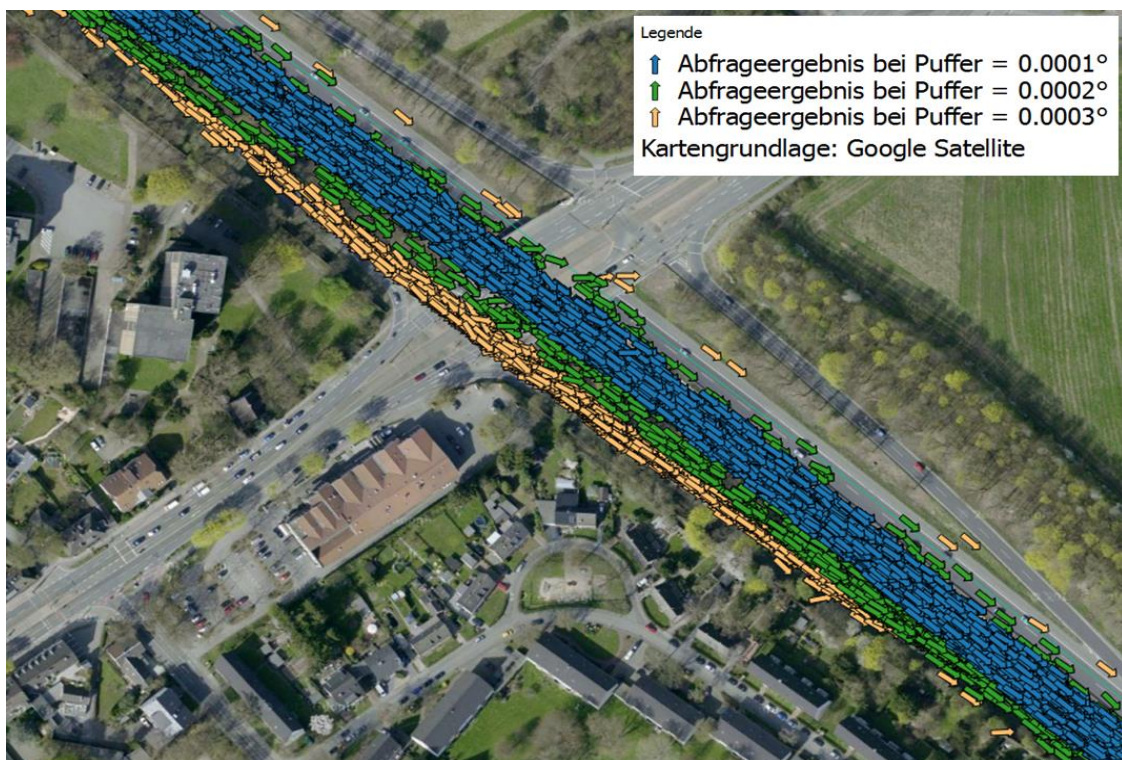 Legende
Abfrageergebnis bei Puffer = 0.0001°
Abfrageergebnis bei Puffer = 0.0002°
Abfrageergebnis bei Puffer = 0.0003°
Kartengrundlage: Google Satellite